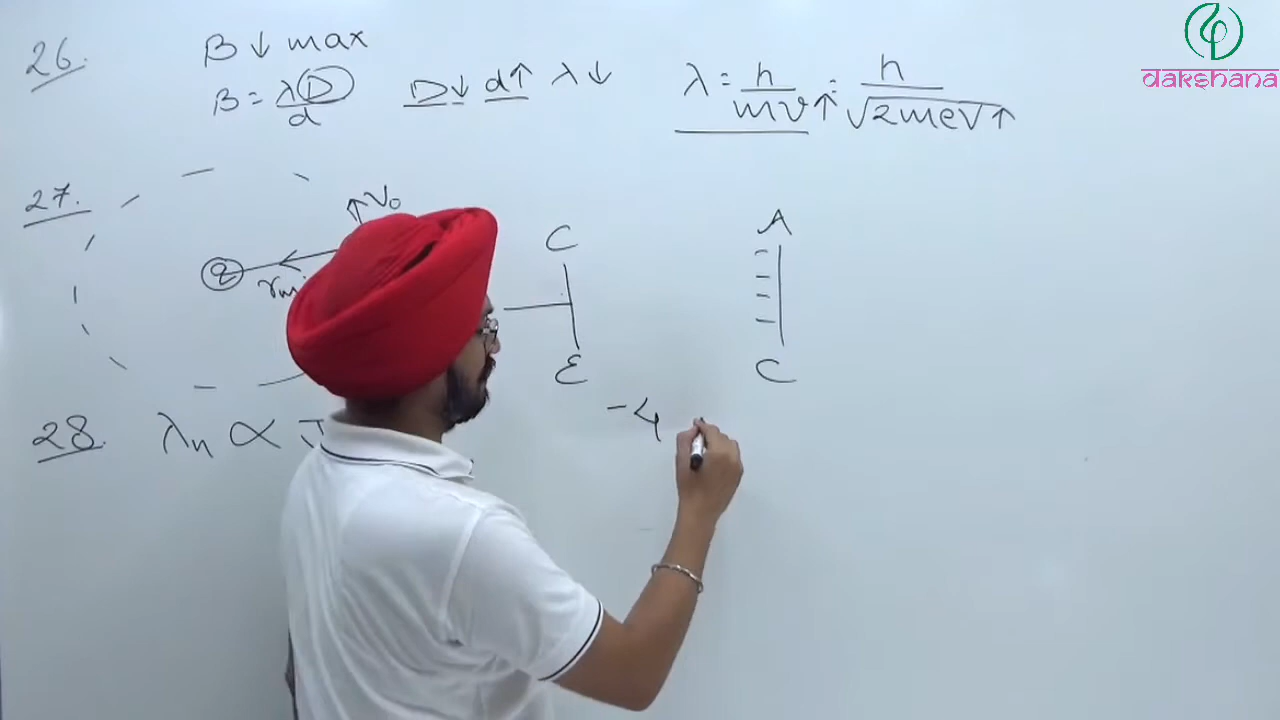 dakshana
26.
β ↓ max
β = λD/d D↓ d↑ λ↓
λ = h/mv↑ = h/√2meV↑
27.
↑V₀
q
C
E
A
C
-4
28. λn ∝